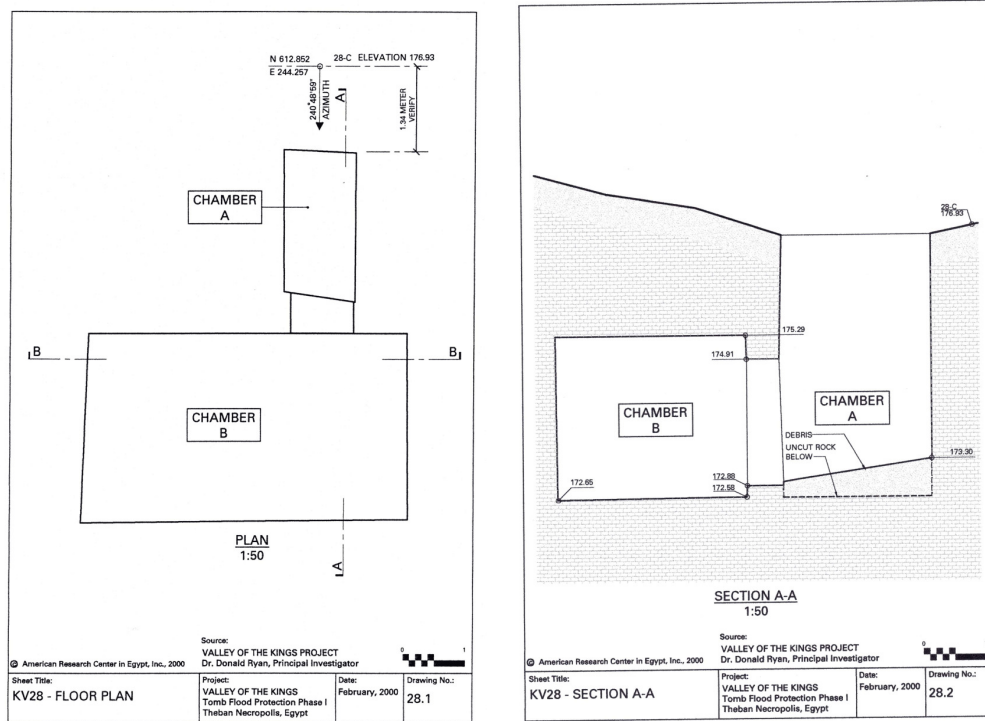 N 612.852
E 244.257
28-C ELEVATION 176.93
240°48'59"
AZIMUTH
A
1.34 METER
VERIFY
CHAMBER
A
B
B
CHAMBER
B
A
PLAN
1:50
Source:
VALLEY OF THE KINGS PROJECT
Dr. Donald Ryan, Principal Investigator
© American Research Center in Egypt, Inc., 2000
0 1
Sheet Title:
KV28 - FLOOR PLAN
Project:
VALLEY OF THE KINGS
Tomb Flood Protection Phase I
Theban Necropolis, Egypt
Date:
February, 2000
Drawing No.:
28.1
28-C
176.93
175.29
174.91
CHAMBER
B
CHAMBER
A
DEBRIS
UNCUT ROCK
BELOW
173.30
172.88
172.58
172.65
SECTION A-A
1:50
Source:
VALLEY OF THE KINGS PROJECT
Dr. Donald Ryan, Principal Investigator
© American Research Center in Egypt, Inc., 2000
0
Sheet Title:
KV28 - SECTION A-A
Project:
VALLEY OF THE KINGS
Tomb Flood Protection Phase I
Theban Necropolis, Egypt
Date:
February, 2000
Drawing No.:
28.2